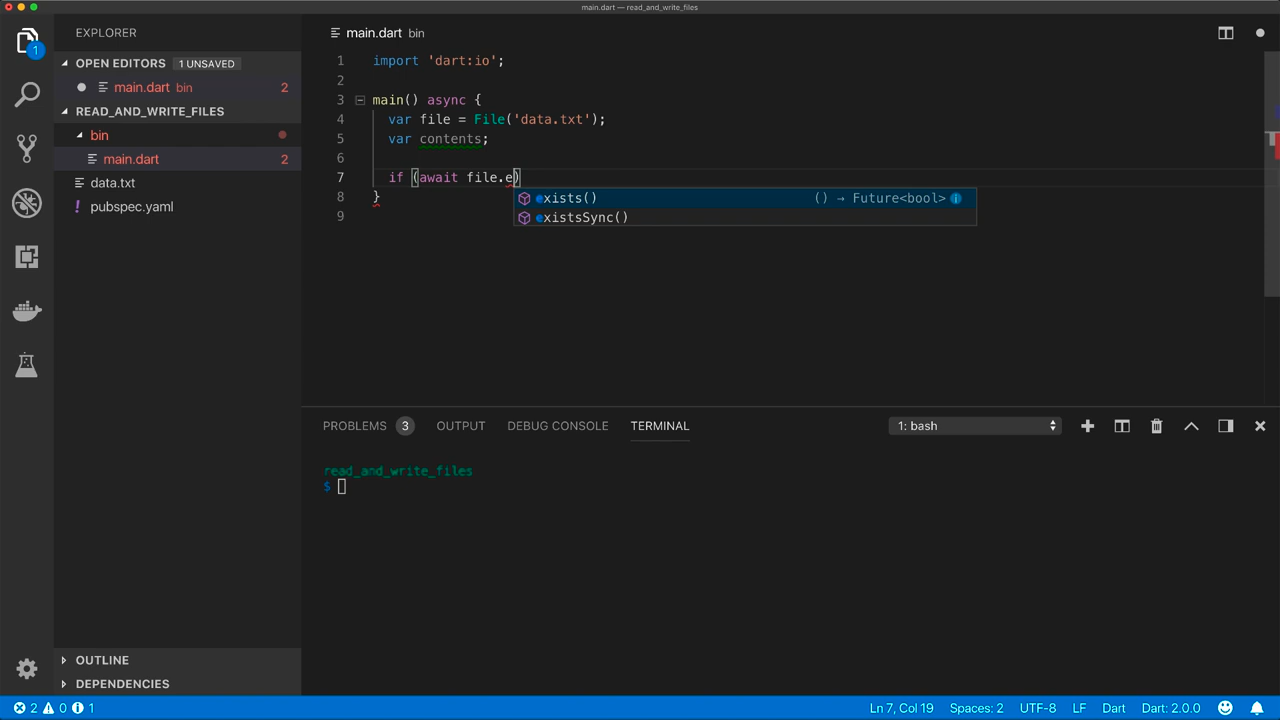 main.dart — read_and_write_files
EXPLORER
OPEN EDITORS 1 UNSAVED
main.dart bin 2
READ_AND_WRITE_FILES
bin
main.dart 2
data.txt
! pubspec.yaml
OUTLINE
DEPENDENCIES
1
main.dart bin
1 import 'dart:io';
2
3 main() async {
4 var file = File('data.txt');
5 var contents;
6
7 if (await file.e)
8 }
9
exists() () → Future<bool>
existsSync()
PROBLEMS 3 OUTPUT DEBUG CONSOLE TERMINAL 1: bash
read_and_write_files
$
2 0 1 Ln 7, Col 19 Spaces: 2 UTF-8 LF Dart Dart: 2.0.0